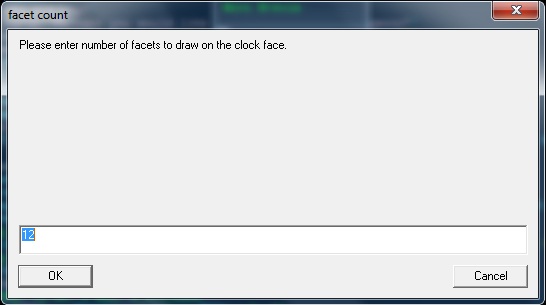 facet count
Please enter number of facets to draw on the clock face.
12
OK
Cancel